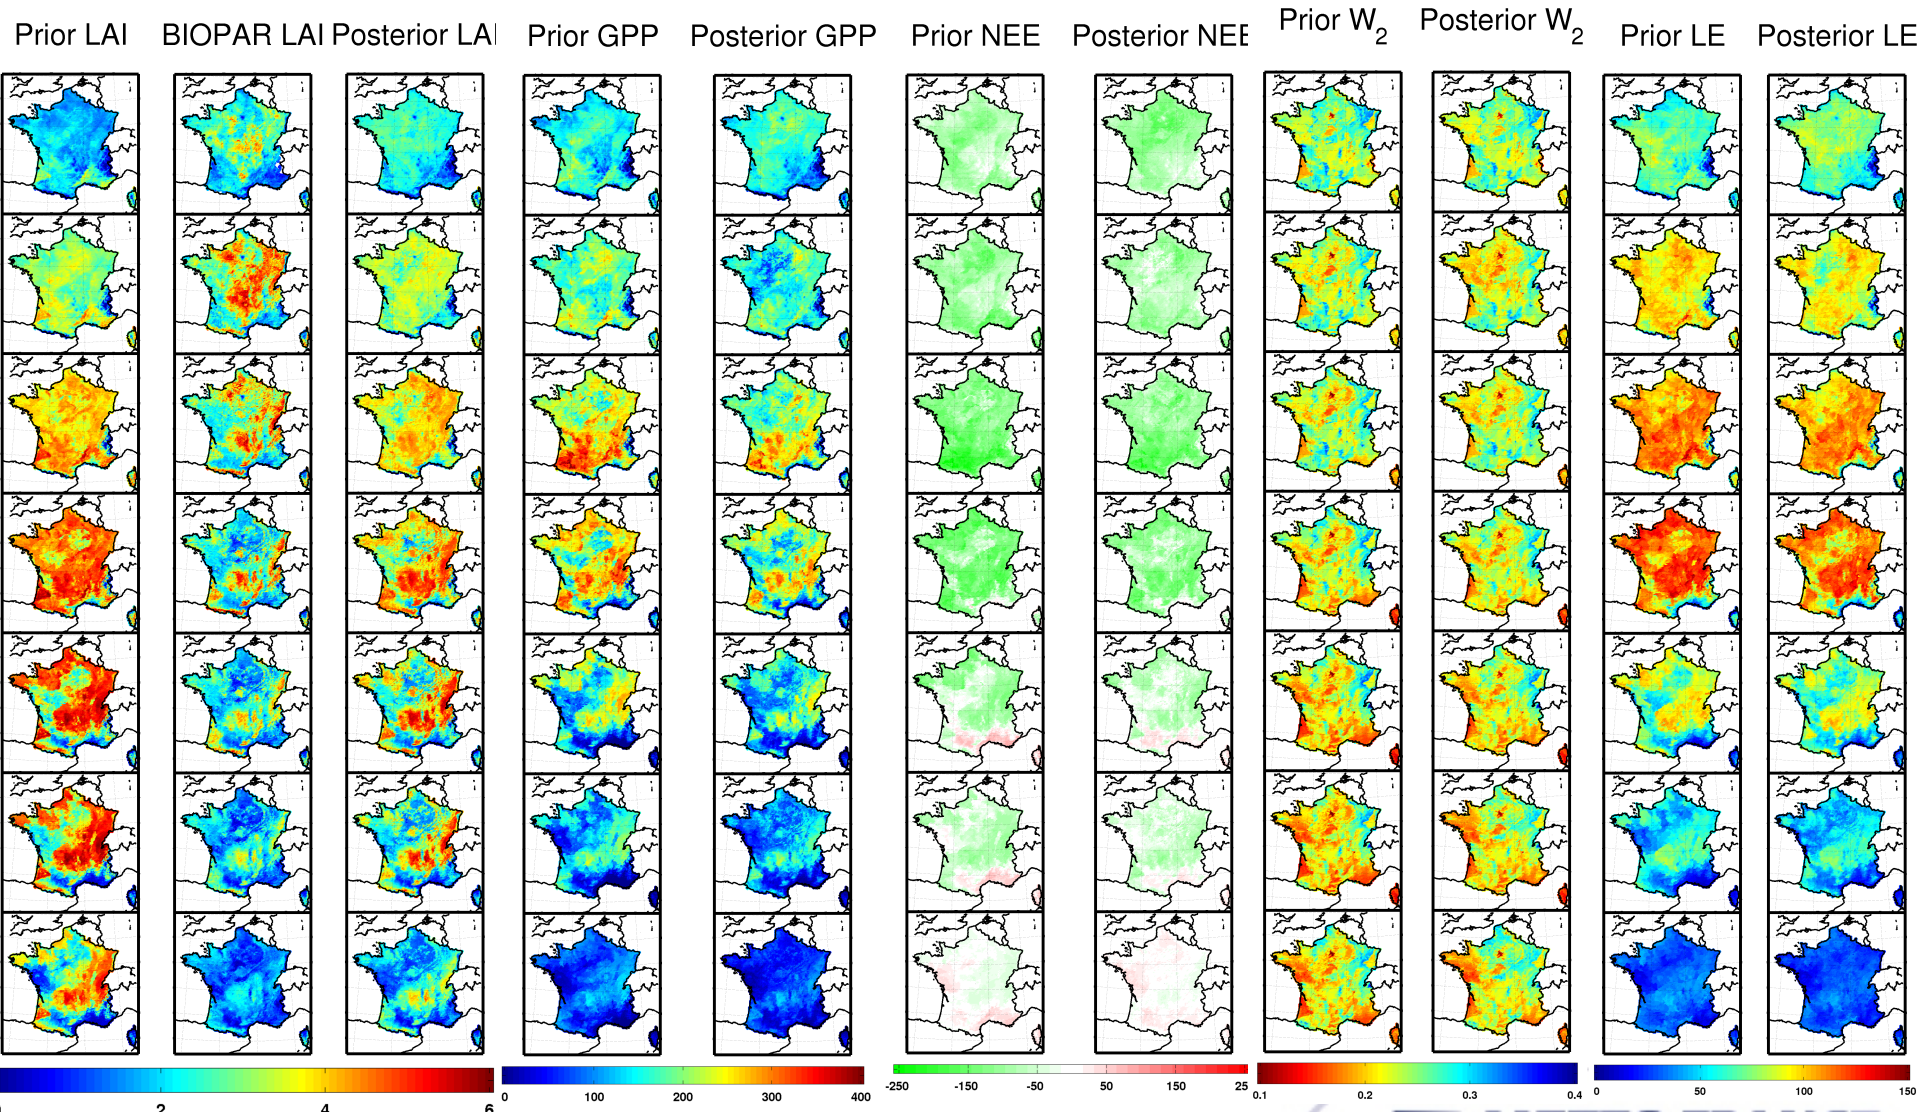 Prior LAI BIOPAR LAI Posterior LAI Prior GPP Posterior GPP Prior NEE Posterior NEE Prior W2 Posterior W2 Prior LE Posterior LE
2 4 6
0 100 200 300 400
-250 -150 -50 50 150 25
0.1 0.2 0.3 0.4
0 50 100 150